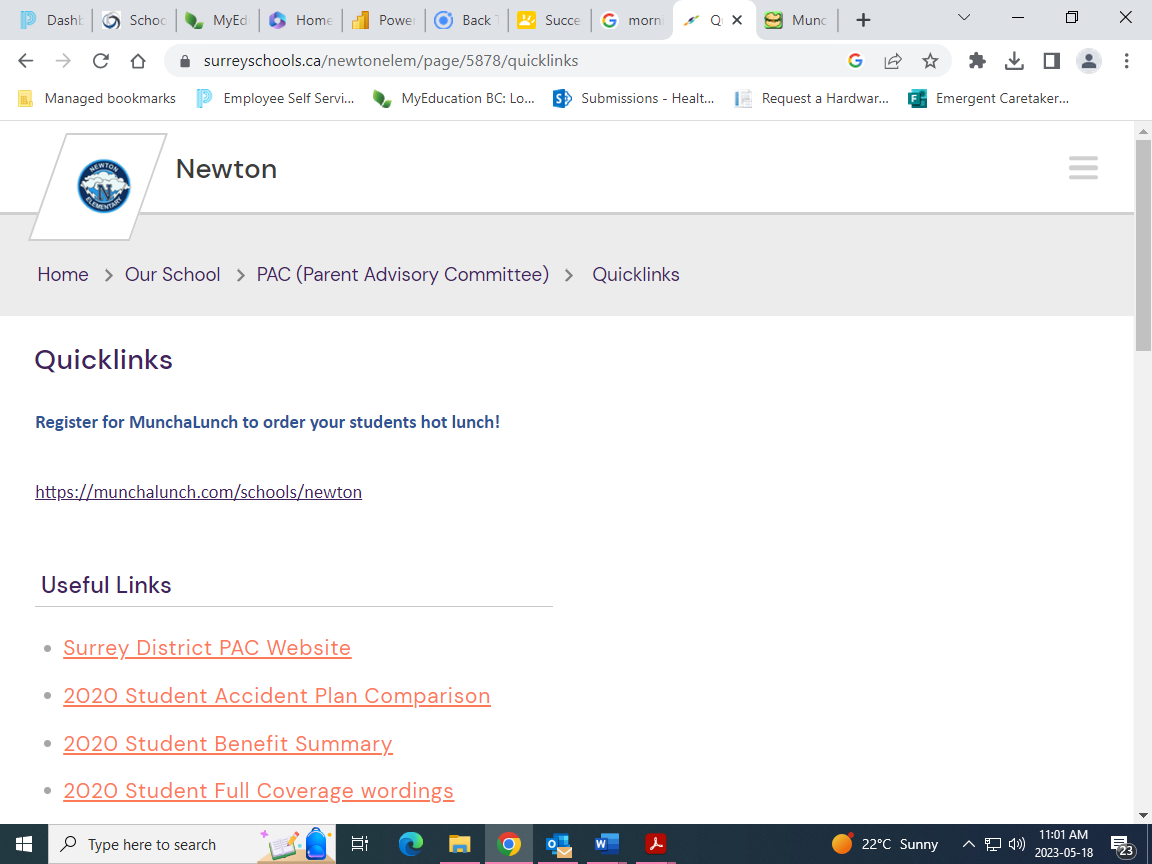 Dashb
Schoo
MyEd
Home
Power
Back T
Succe
morni
Q
Munc
surreyschools.ca/newtonelem/page/5878/quicklinks
Managed bookmarks
Employee Self Servi...
MyEducation BC: Lo...
Submissions - Healt...
Request a Hardwar...
Emergent Caretaker...
NEWTON
N
ELEMENTARY
Newton
Home > Our School > PAC (Parent Advisory Committee) > Quicklinks
Quicklinks
Register for MunchaLunch to order your students hot lunch!
https://munchalunch.com/schools/newton
Useful Links
• Surrey District PAC Website
• 2020 Student Accident Plan Comparison
• 2020 Student Benefit Summary
• 2020 Student Full Coverage wordings
Type here to search
22°C Sunny
11:01 AM
2023-05-18
23